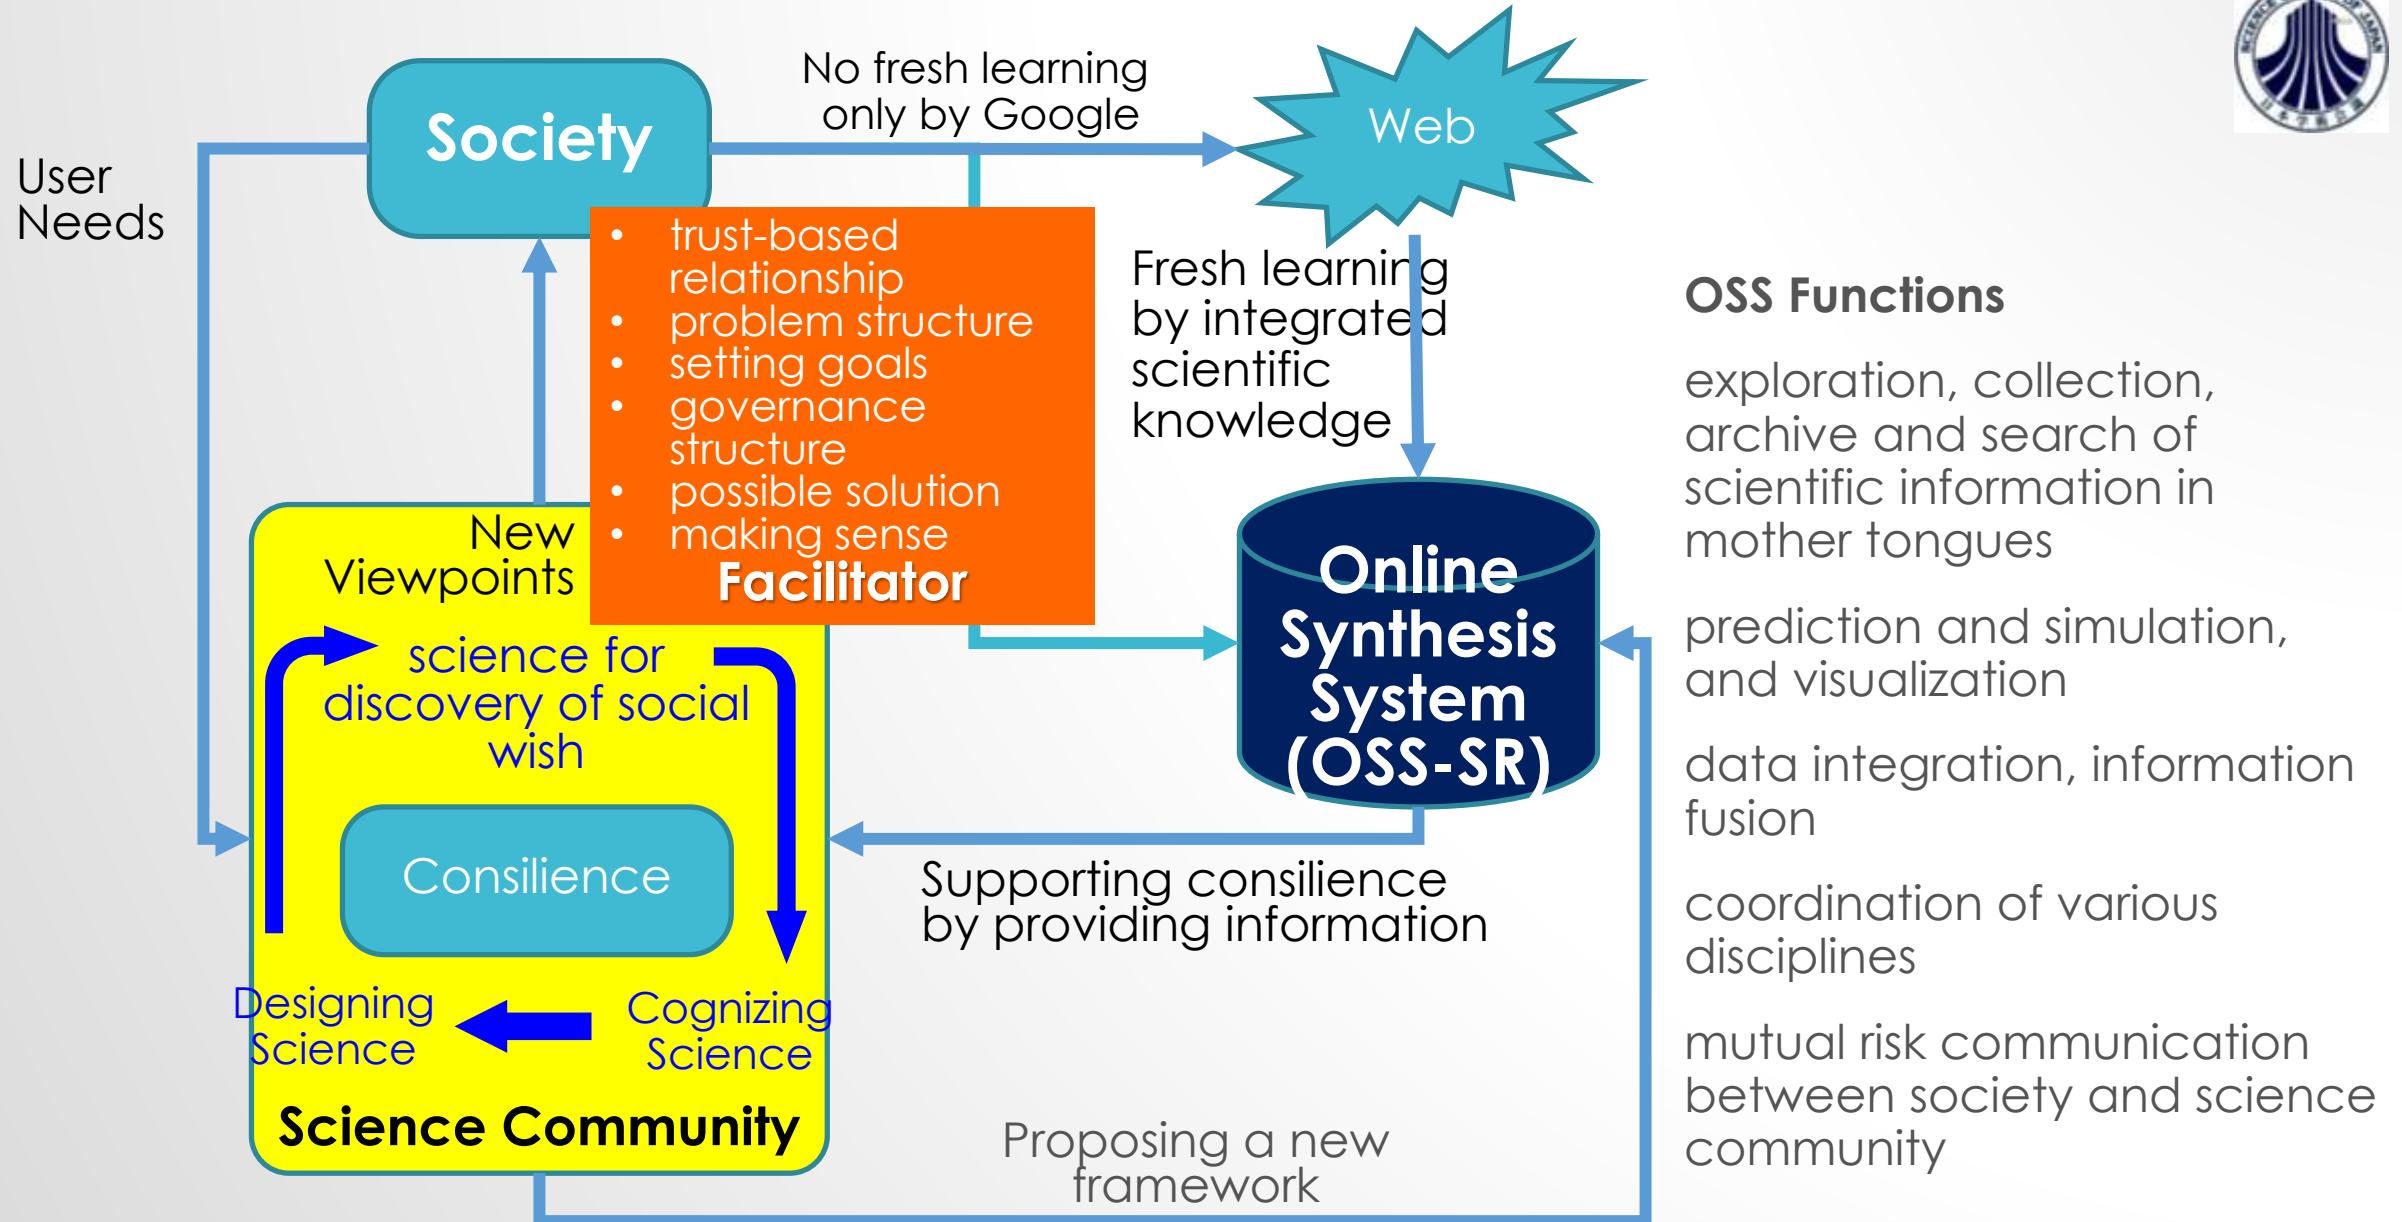 Society
No fresh learning
only by Google
Web
User
Needs
• trust-based
relationship
• problem structure
• setting goals
• governance
structure
• possible solution
• making sense
Facilitator
Fresh learning
by integrated
scientific
knowledge
New
Viewpoints
science for
discovery of social
wish
Consilience
Designing
Science
Cognizing
Science
Science Community
Online
Synthesis
System
(OSS-SR)
Supporting consilience
by providing information
Proposing a new
framework
OSS Functions
exploration, collection,
archive and search of
scientific information in
mother tongues
prediction and simulation,
and visualization
data integration, information
fusion
coordination of various
disciplines
mutual risk communication
between society and science
community